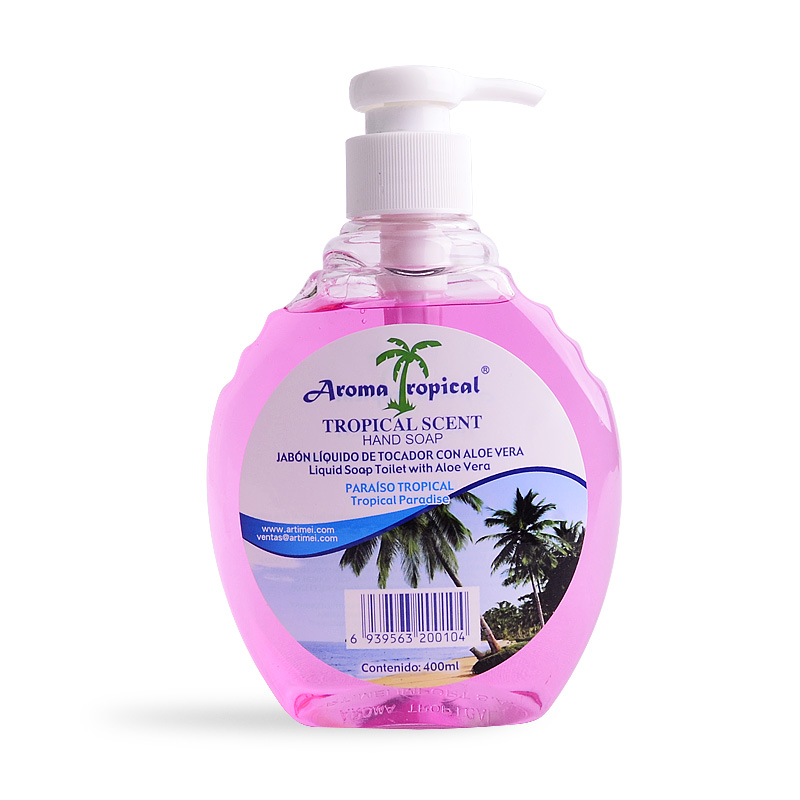 Aroma Tropical ®
TROPICAL SCENT
HAND SOAP
JABÓN LÍQUIDO DE TOCADOR CON ALOE VERA
Liquid Soap Toilet with Aloe Vera
PARAÍSO TROPICAL
Tropical Paradise
www.artimei.com
ventas@artimei.com
6 939563 200104
Contenido: 400ml